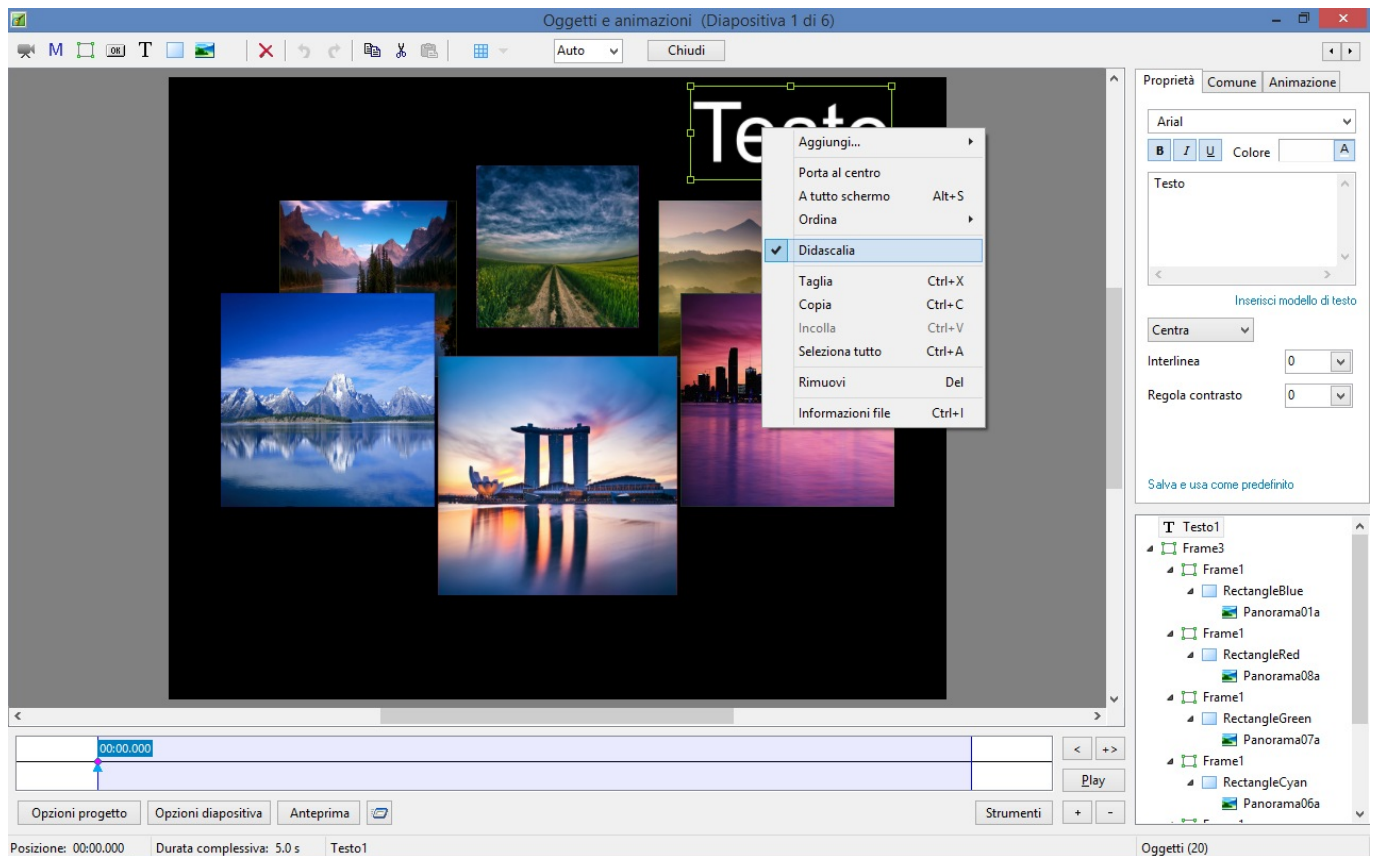 Oggetti e animazioni (Diapositiva 1 di 6)
M OK T Auto Chiudi
Testo
Aggiungi...
Porta al centro
A tutto schermo Alt+S
Ordina
Didascalia
Taglia Ctrl+X
Copia Ctrl+C
Incolla Ctrl+V
Seleziona tutto Ctrl+A
Rimuovi Del
Informazioni file Ctrl+I
Proprietà Comune Animazione
Arial
B I U Colore A
Testo
Inserisci modello di testo
Centra
Interlinea 0
Regola contrasto 0
Salva e usa come predefinito
T Testo1
Frame3
Frame1
RectangleBlue
Panorama01a
Frame1
RectangleRed
Panorama08a
Frame1
RectangleGreen
Panorama07a
Frame1
RectangleCyan
Panorama06a
00:00.000
< +>
Play
Opzioni progetto Opzioni diapositiva Anteprima Strumenti + -
Posizione: 00:00.000 Durata complessiva: 5.0 s Testo1 Oggetti (20)